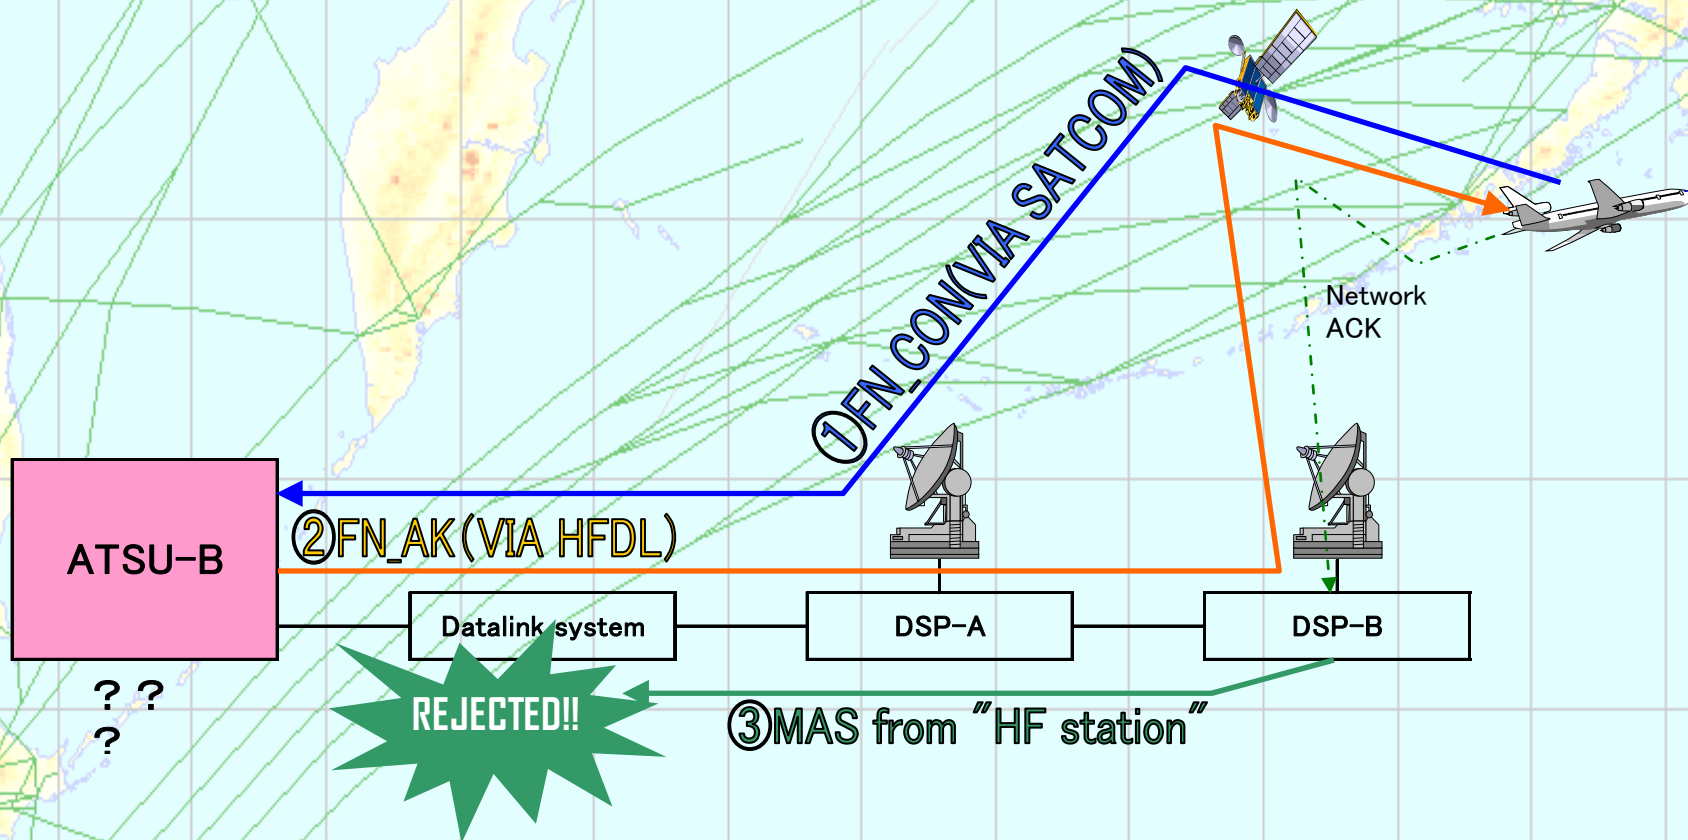 ①FN_CON(VIA SATCOM)
Network
ACK
②FN_AK(VIA HFDL)
ATSU-B
Datalink system
DSP-A
DSP-B
? ?
?
REJECTED!!
③MAS from "HF station"